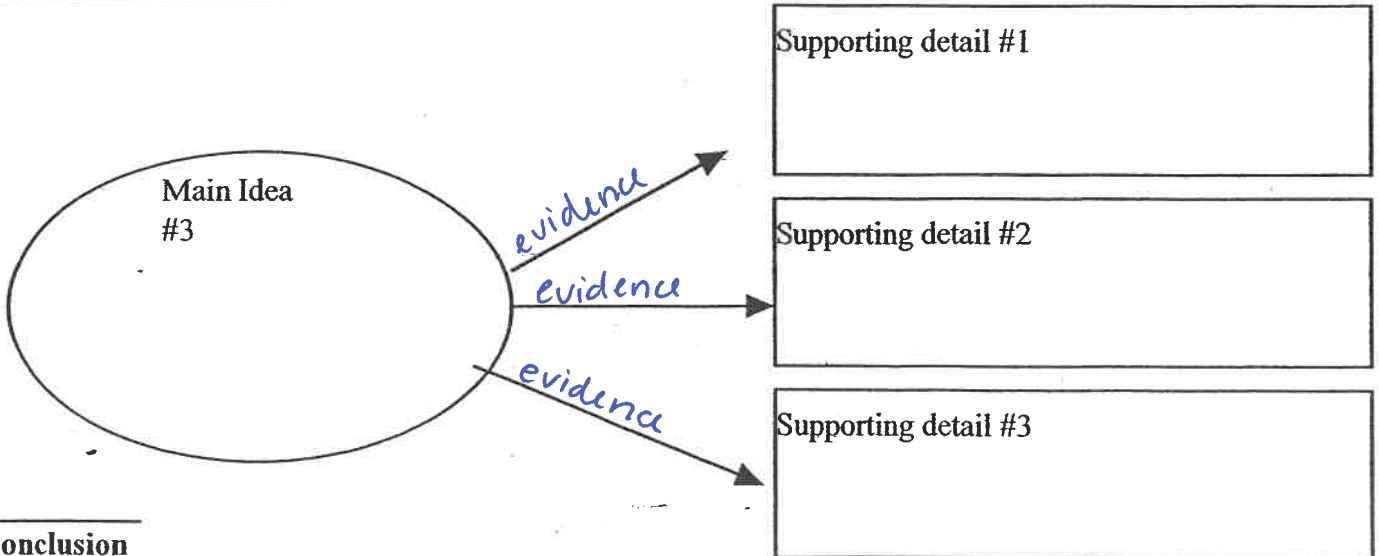 Supporting detail #1
Main Idea
#3
evidence
Supporting detail #2
evidence
evidence
Supporting detail #3
onclusion